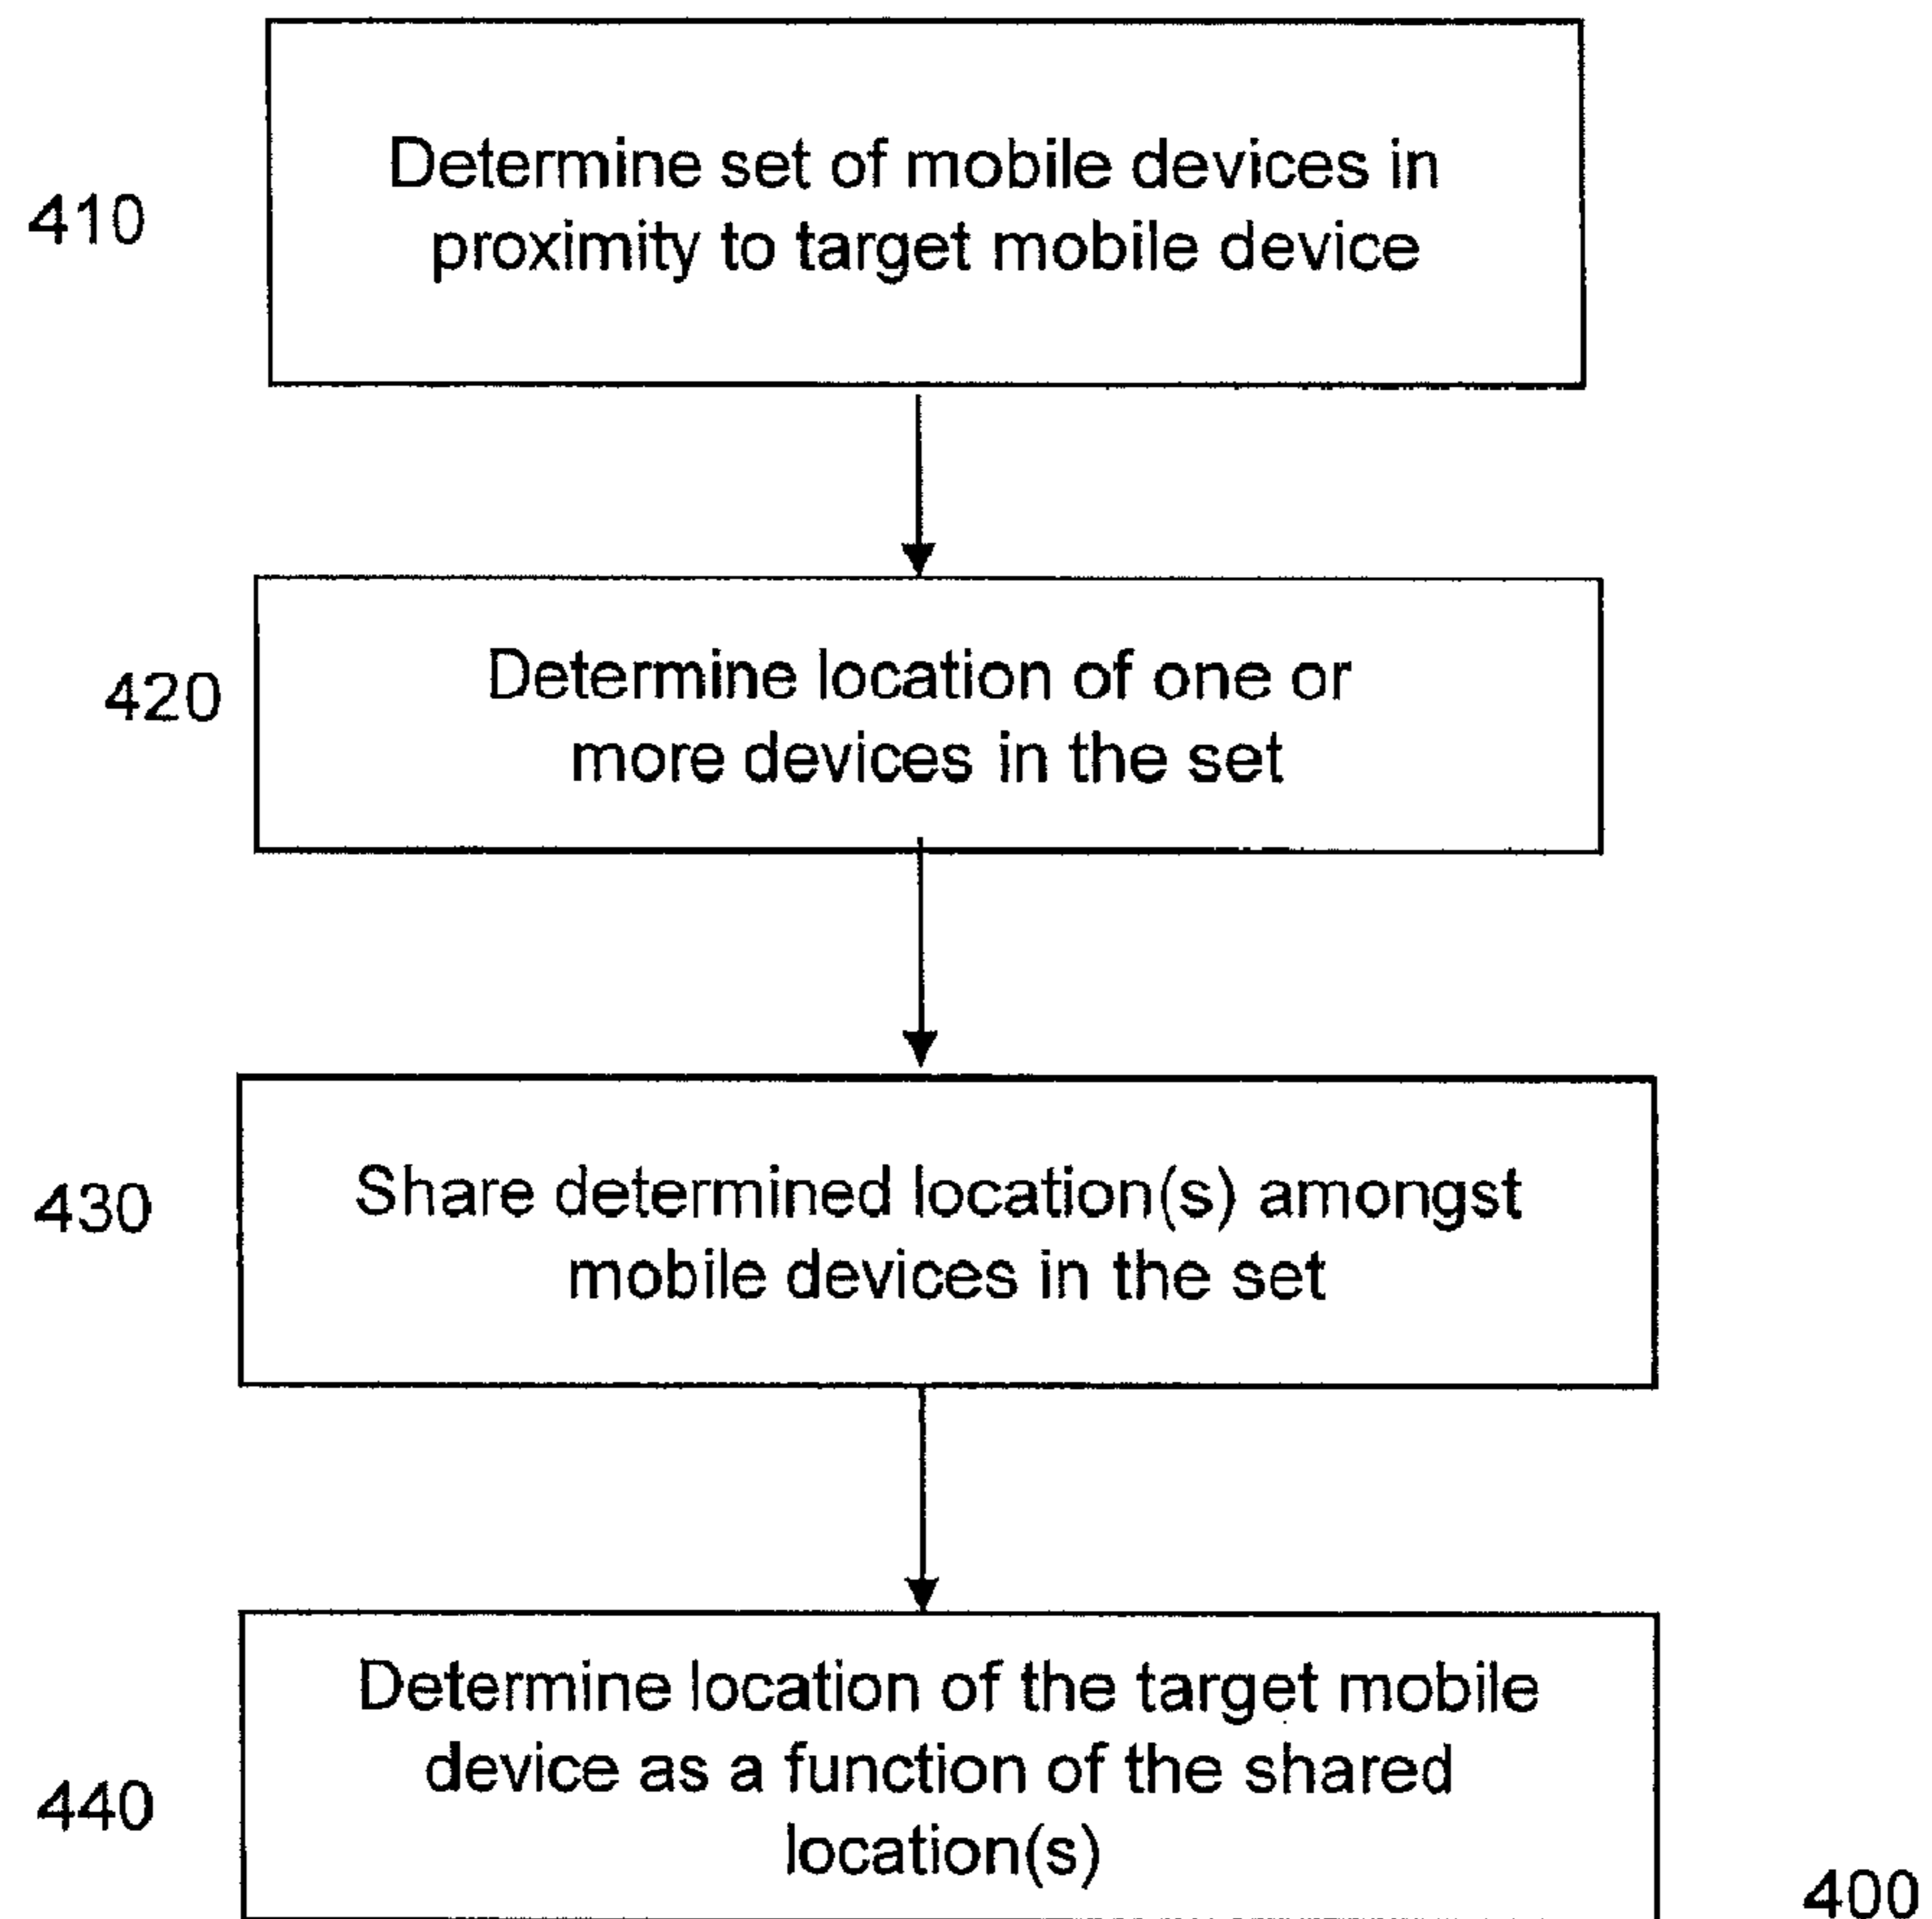 410
Determine set of mobile devices in
proximity to target mobile device
420
Determine location of one or
more devices in the set
430
Share determined location(s) amongst
mobile devices in the set
440
Determine location of the target mobile
device as a function of the shared
location(s)
400